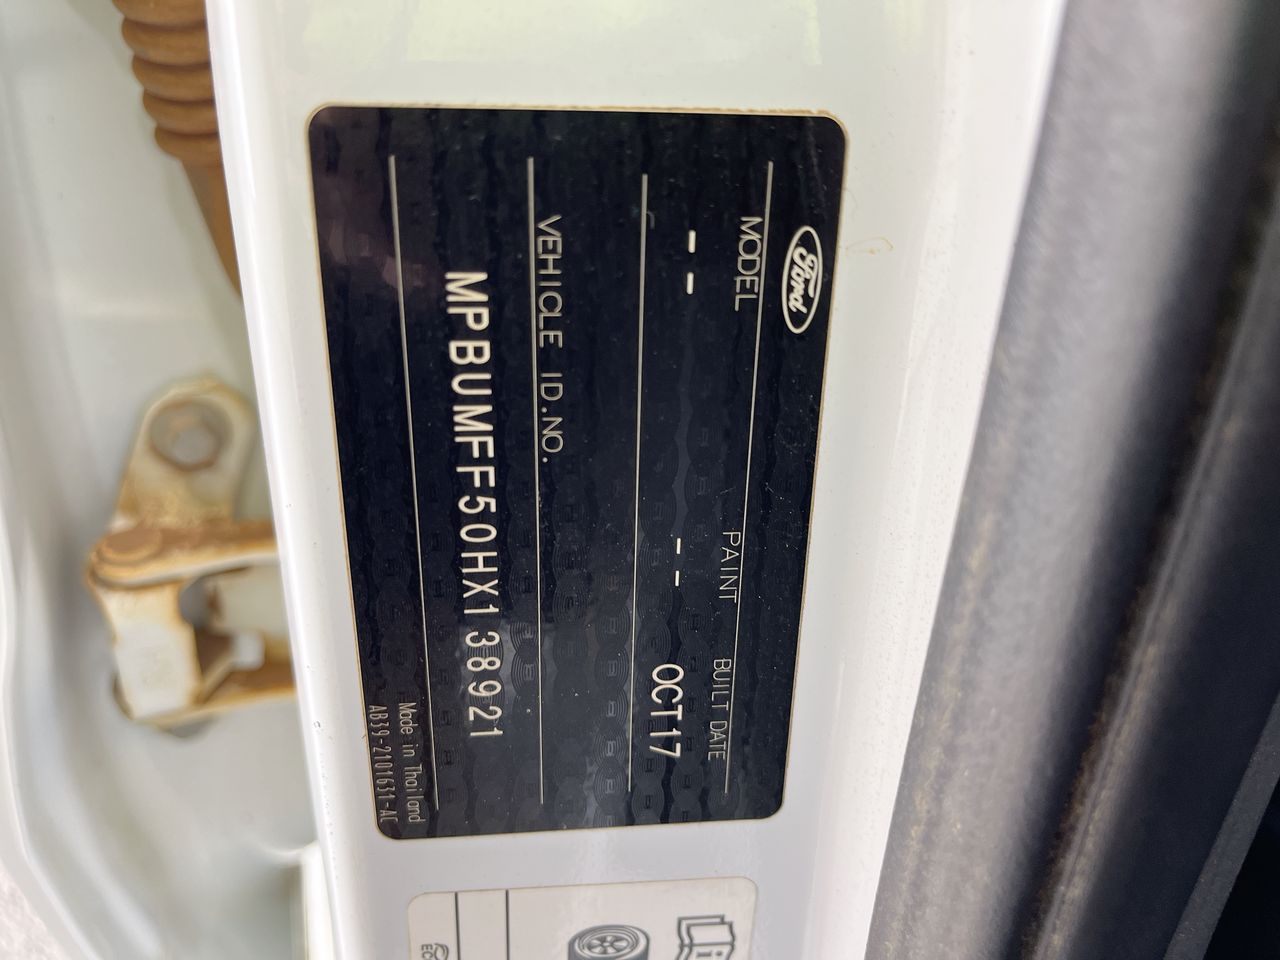 Ford
MODEL PAINT BUILT DATE
-- -- OCT17
VEHICLE ID.NO.
MPBUMFF50HX138921
Made in Thailand
AB39-2101631-AC
i